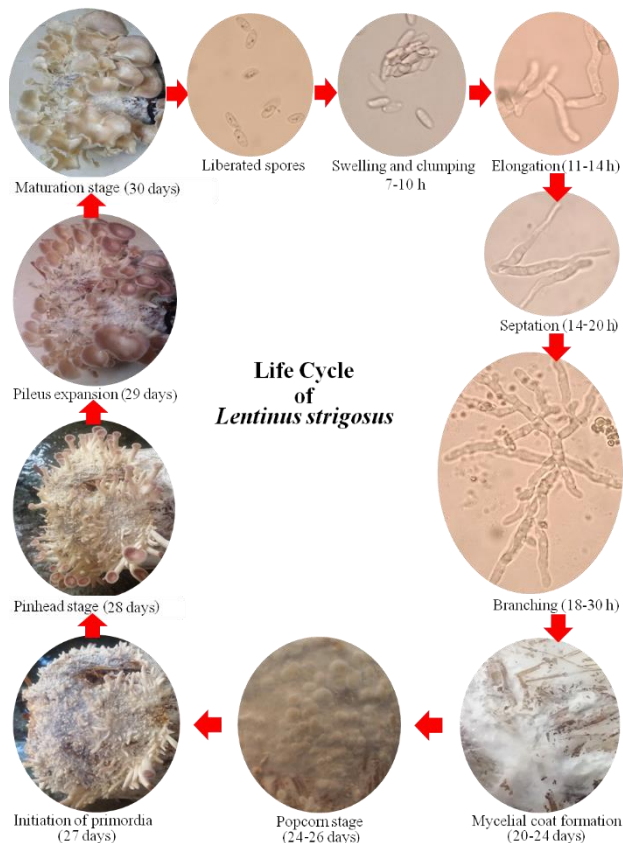 Liberated spores
Swelling and clumping
7-10 h
Elongation (11-14 h)
Septation (14-20 h)
Branching (18-30 h)
Mycelial coat formation
(20-24 days)
Popcorn stage
(24-26 days)
Initiation of primordia
(27 days)
Pinhead stage (28 days)
Pileus expansion (29 days)
Maturation stage (30 days)
Life Cycle
of
Lentinus strigosus